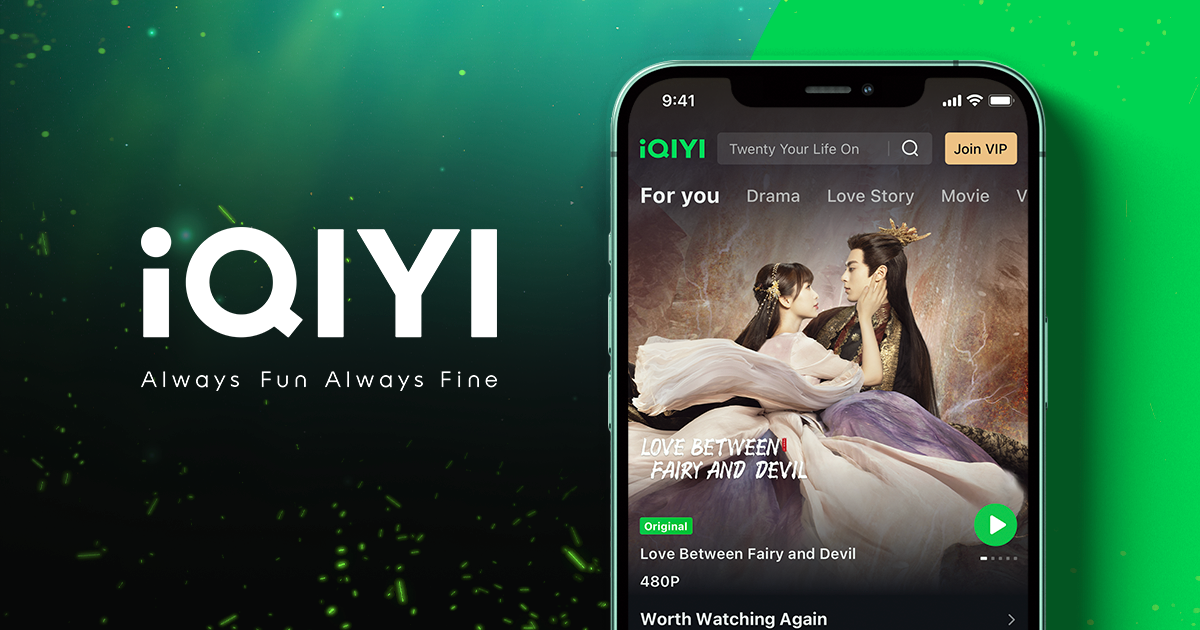 iQIYI
Always Fun Always Fine
9:41
iQIYI
Twenty Your Life On
Join VIP
For you
Drama
Love Story
Movie
V
LOVE BETWEEN
FAIRY AND DEVIL
Original
Love Between Fairy and Devil
480P
Worth Watching Again